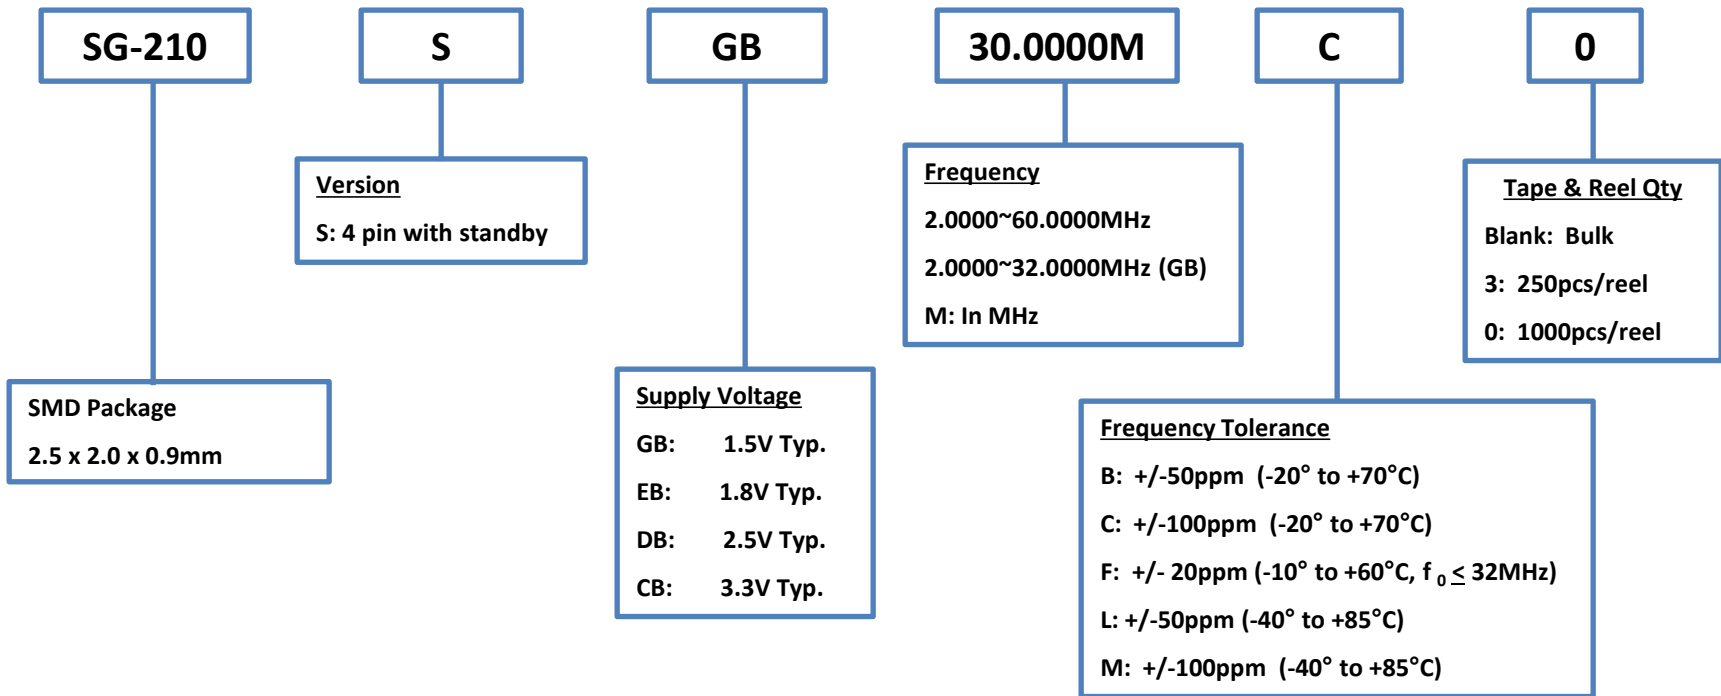 SG-210
S
GB
30.0000M
C
0
Version
S: 4 pin with standby
Frequency
2.0000~60.0000MHz
2.0000~32.0000MHz (GB)
M: In MHz
Tape & Reel Qty
Blank: Bulk
3: 250pcs/reel
0: 1000pcs/reel
SMD Package
2.5 x 2.0 x 0.9mm
Supply Voltage
GB: 1.5V Typ.
EB: 1.8V Typ.
DB: 2.5V Typ.
CB: 3.3V Typ.
Frequency Tolerance
B: +/-50ppm (-20° to +70°C)
C: +/-100ppm (-20° to +70°C)
F: +/- 20ppm (-10° to +60°C, f 0 ≤ 32MHz)
L: +/-50ppm (-40° to +85°C)
M: +/-100ppm (-40° to +85°C)